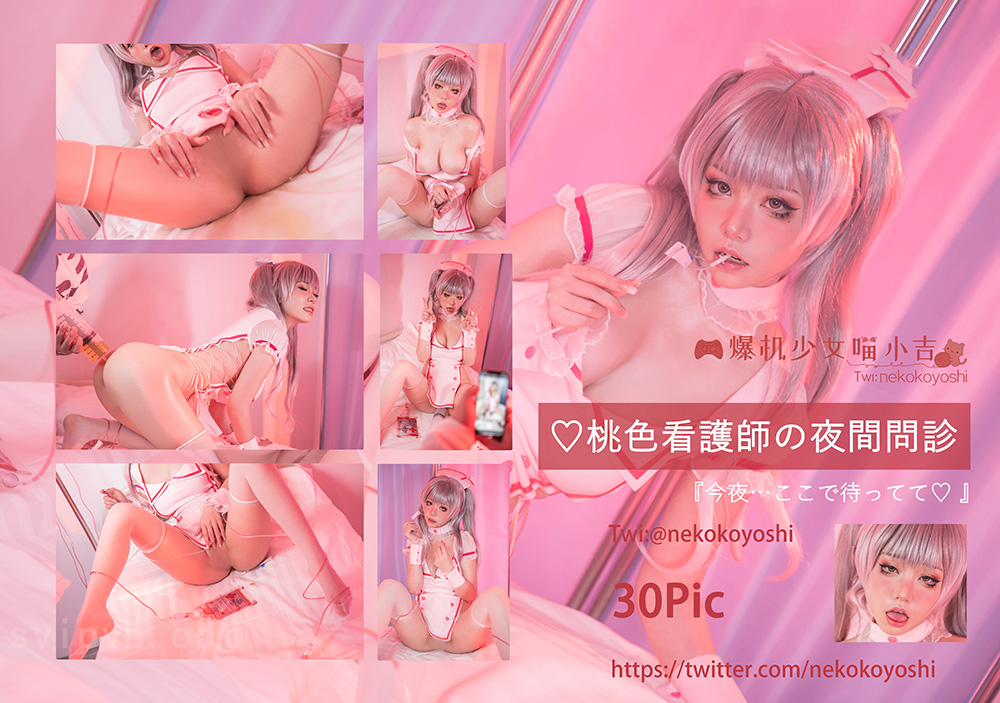 爆机少女喵小吉
Twi:nekokoyoshi
♡桃色看護師の夜間問診
『今夜…ここで待ってて♡』
Twi:@nekokoyoshi
30Pic
https://twitter.com/nekokoyoshi